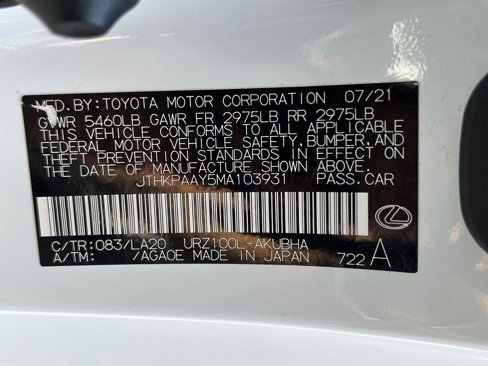 MFD. BY: TOYOTA MOTOR CORPORATION 07/21
GVWR 5460LB GAWR FR 2975LB RR 2975LB
THIS VEHICLE CONFORMS TO ALL APPLICABLE
FEDERAL MOTOR VEHICLE SAFETY, BUMPER, AND
THEFT PREVENTION STANDARDS IN EFFECT ON
THE DATE OF MANUFACTURE SHOWN ABOVE.
JTHKPAAY5MA103931 PASS. CAR
C/TR: 083/LA20 URZ100L-AKUBHA
A/TM: /AGA0E MADE IN JAPAN 722 A